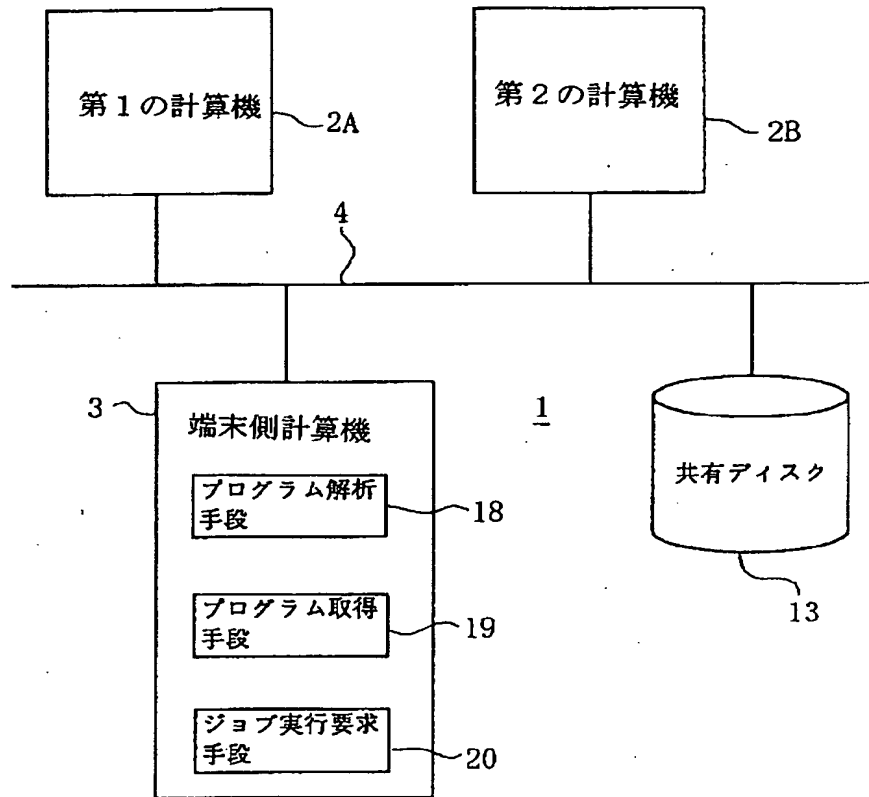 第１の計算機
2A
第２の計算機
2B
4
3
端末側計算機
プログラム解析
手段
18
プログラム取得
手段
19
ジョブ実行要求
手段
20
1
共有ディスク
13